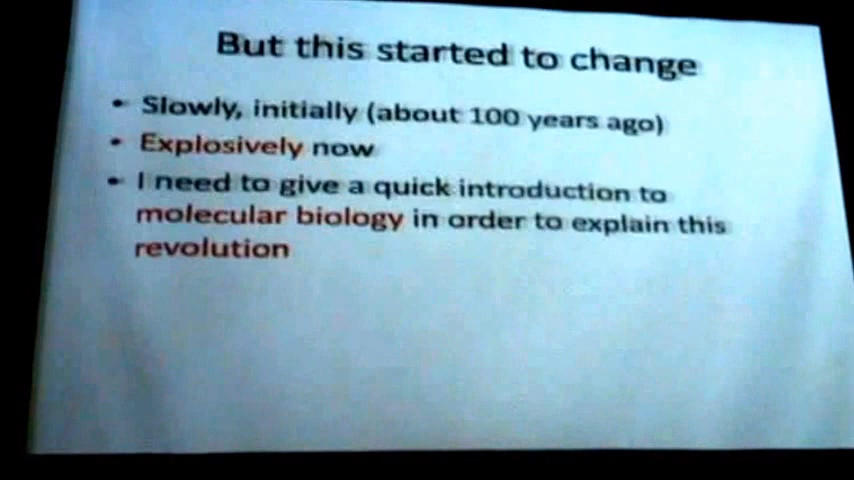 But this started to change
• Slowly, initially (about 100 years ago)
• Explosively now
• I need to give a quick introduction to
molecular biology in order to explain this
revolution